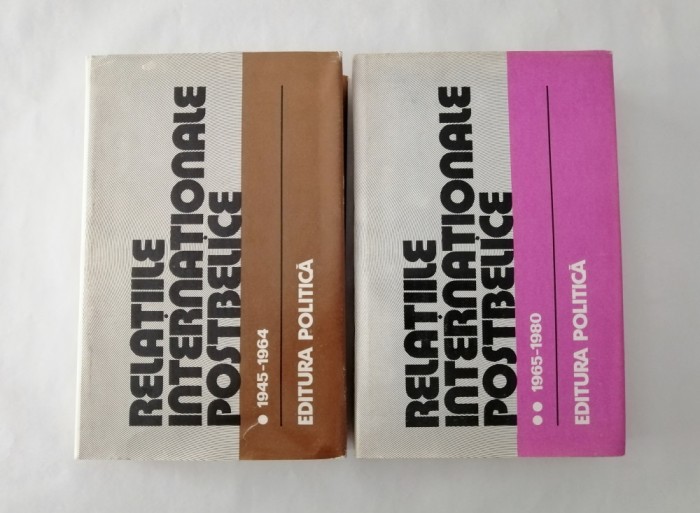 RELAȚIILE
INTERNAȚIONALE
POSTBELICE
• 1945-1964
EDITURA POLITICĂ
RELAȚIILE
INTERNAȚIONALE
POSTBELICE
•• 1965-1980
EDITURA POLITICĂ